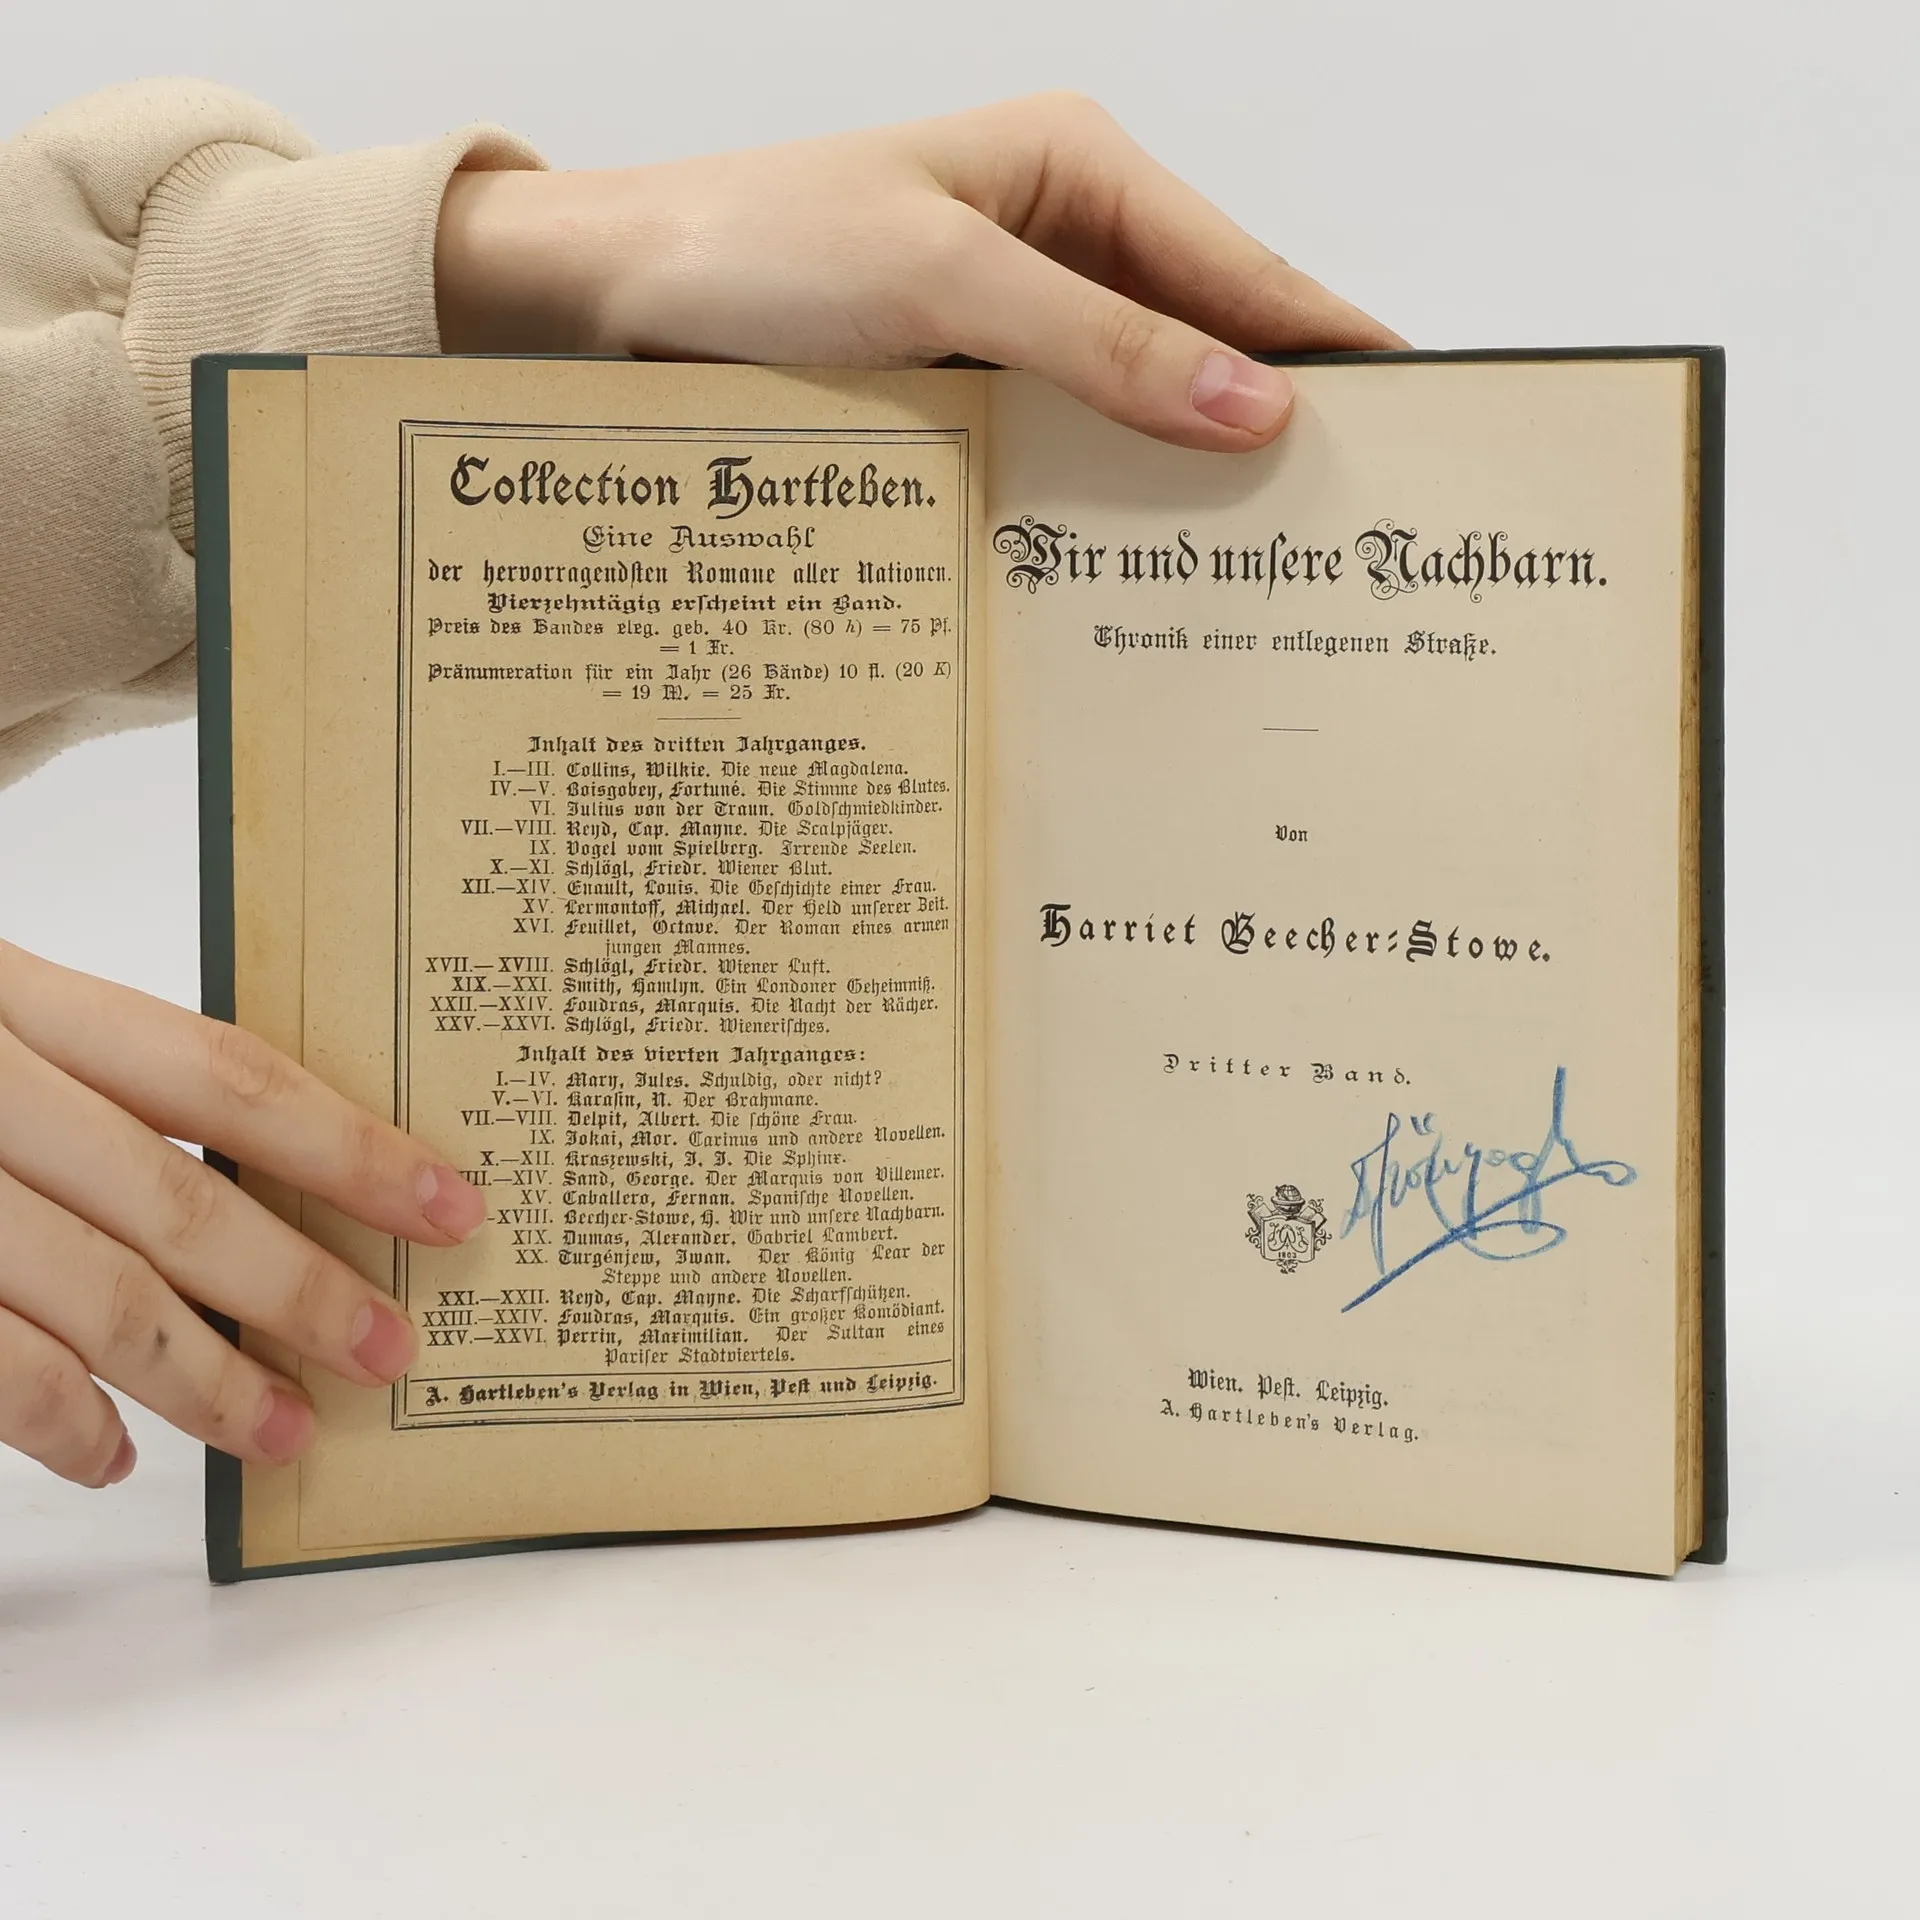 Collection Hartleben.
Eine Auswahl
der hervorragendsten Romane aller Nationen.
Vierzehntägig erscheint ein Band.
Preis des Bandes eleg. geb. 40 Kr. (80 h) = 75 Pf.
= 1 Fr.
Pränumeration für ein Jahr (26 Bände) 10 fl. (20 K)
= 19 M. = 25 Fr.
Inhalt des dritten Jahrganges.
I.—III. Collins, Wilkie. Die neue Magdalena.
IV.—V. Boisgobey, Fortuné. Die Stimme des Blutes.
VI. Julius von der Traun. Goldschmiedkinder.
VII.—VIII. Reyd, Cap. Mayne. Die Scalpjäger.
IX. Vogel vom Spielberg. Irrende Seelen.
X.—XI. Schlögl, Friedr. Wiener Blut.
XII.—XIV. Enault, Louis. Die Geschichte einer Frau.
XV. Lermontoff, Michael. Der Held unserer Zeit.
XVI. Feuillet, Octave. Der Roman eines armen
jungen Mannes.
XVII.—XVIII. Schlögl, Friedr. Wiener Luft.
XIX.—XXI. Smith, Hamlyn. Ein Londoner Geheimniß.
XXII.—XXIV. Foudras, Marquis. Die Nacht der Rächer.
XXV.—XXVI. Schlögl, Friedr. Wienerisches.
Inhalt des vierten Jahrganges:
I.—IV. Mary, Jules. Schuldig, oder nicht?
V.—VI. Karasin, N. Der Brahmane.
VII.—VIII. Delpit, Albert. Die schöne Frau.
IX. Jokai, Mor. Carinus und andere Novellen.
X.—XII. Kraszewski, J. I. Die Sphinx.
III.—XIV. Sand, George. Der Marquis von Villemer.
XV. Caballero, Fernan. Spanische Novellen.
-XVIII. Beecher-Stowe, H. Wir und unsere Nachbarn.
XIX. Dumas, Alexander. Gabriel Lambert.
XX. Turgénjew, Iwan. Der König Lear der
Steppe und andere Novellen.
XXI.—XXII. Reyd, Cap. Mayne. Die Scharfschützen.
XXIII.—XXIV. Foudras, Marquis. Ein großer Komödiant.
XXV.—XXVI. Perrin, Maximilian. Der Sultan eines
Pariser Stadtviertels.
A. Hartleben's Verlag in Wien, Pest und Leipzig.
Wir und unsere Nachbarn.
Chronik einer entlegenen Straße.
Von
Harriet Beecher-Stowe.
Dritter Band.
1803
Wien. Pest. Leipzig.
A. Hartleben's Verlag.